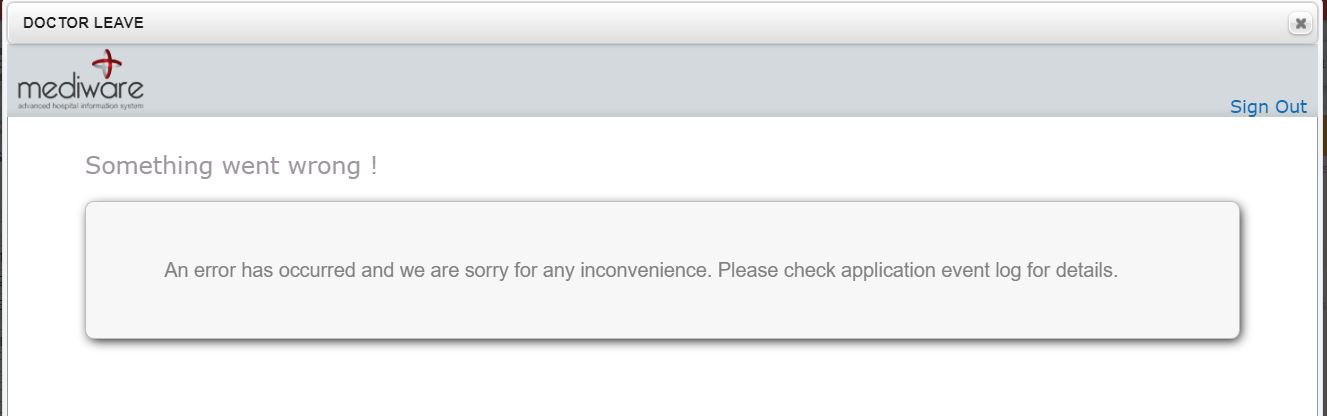 DOCTOR LEAVE
mediware
advanced hospital information system
Sign Out
Something went wrong !
An error has occurred and we are sorry for any inconvenience. Please check application event log for details.